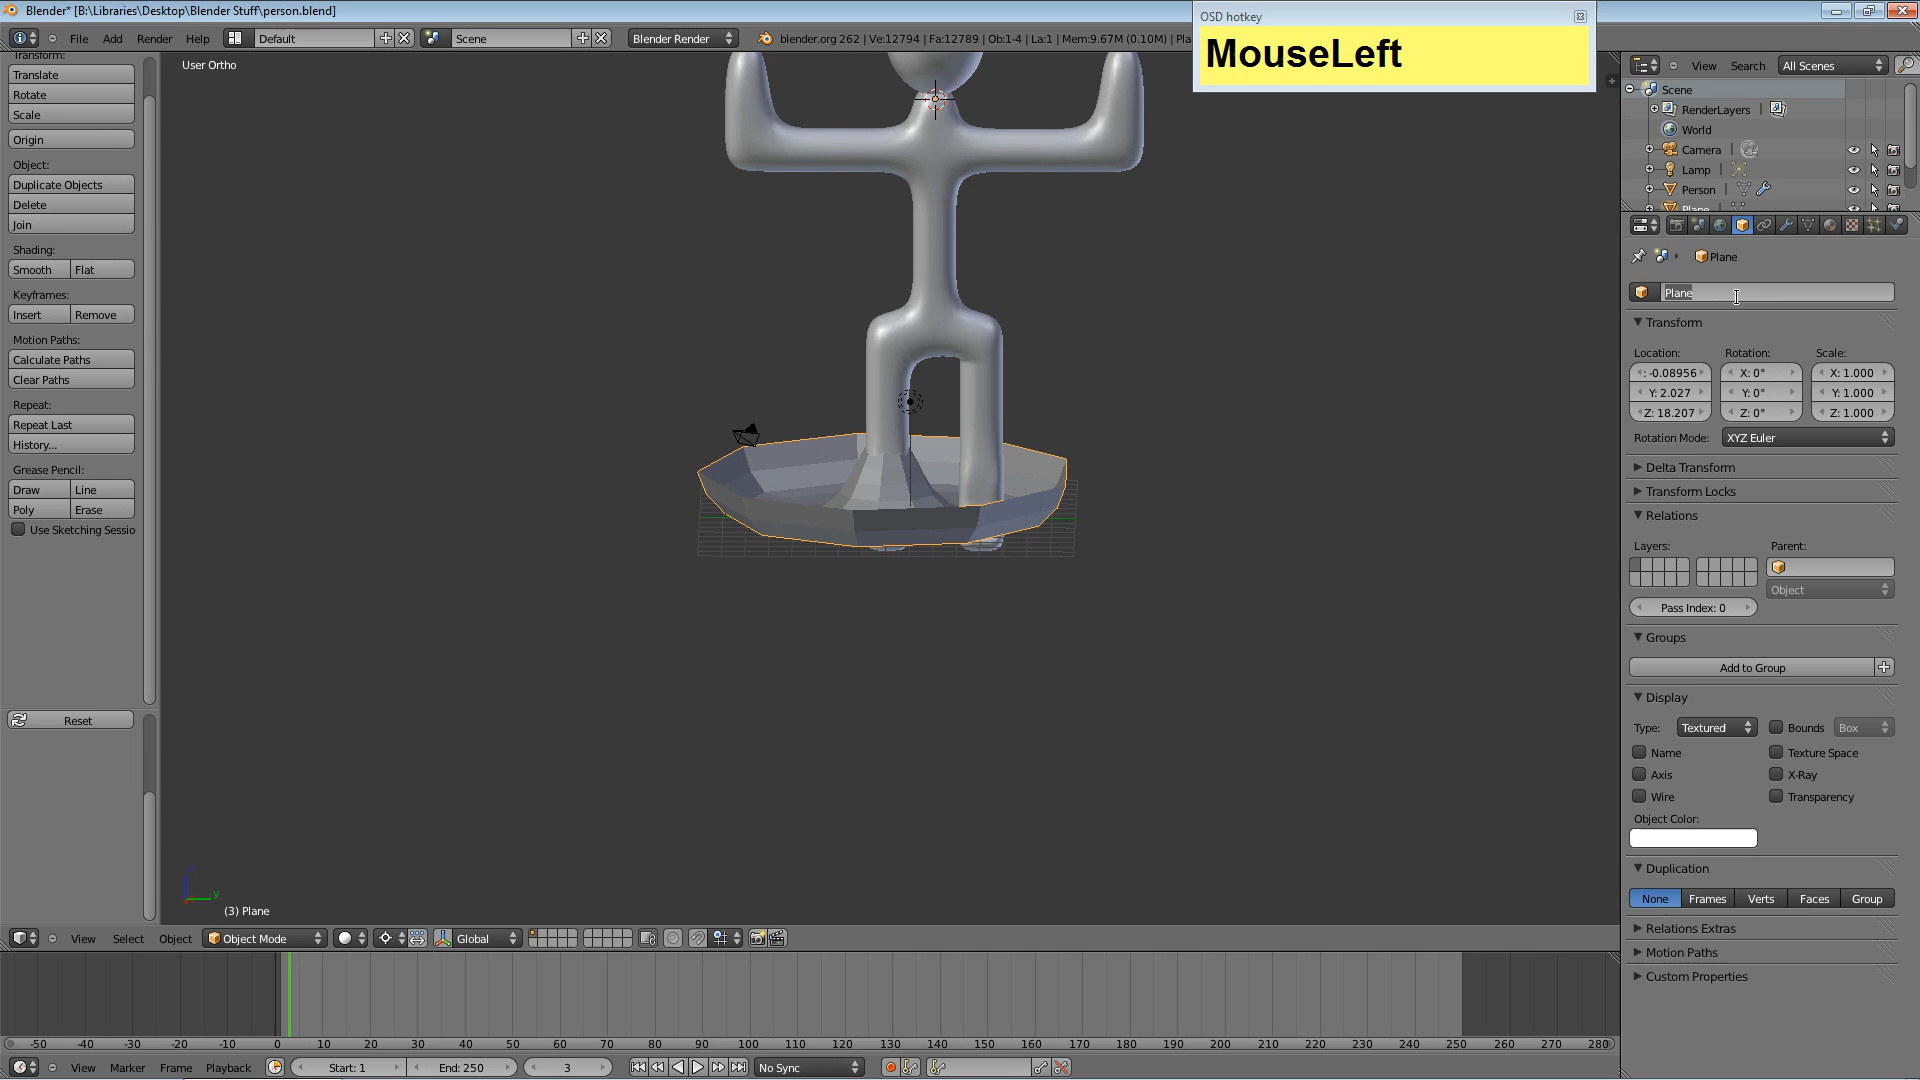 Blender* [B:\Libraries\Desktop\Blender Stuff\person.blend]
OSD hotkey
MouseLeft
File Add Render Help Default Scene Blender Render blender.org 262 | Ve:12794 | Fa:12789 | Ob:1-4 | La:1 | Mem:9.67M (0.10M) | Pla
View Search All Scenes
Transform:
Translate
Rotate
Scale
Origin
Object:
Duplicate Objects
Delete
Join
Shading:
Smooth Flat
Keyframes:
Insert Remove
Motion Paths:
Calculate Paths
Clear Paths
Repeat:
Repeat Last
History...
Grease Pencil:
Draw Line
Poly Erase
Use Sketching Sessio
Reset
User Ortho
y
(3) Plane
View Select Object Object Mode Global
Scene
RenderLayers
World
Camera
Lamp
Person
Plane
Plane
Plane
Transform
Location: Rotation: Scale:
: -0.08956 X: 0° X: 1.000
Y: 2.027 Y: 0° Y: 1.000
Z: 18.207 Z: 0° Z: 1.000
Rotation Mode: XYZ Euler
Delta Transform
Transform Locks
Relations
Layers: Parent:
Object
Pass Index: 0
Groups
Add to Group
Display
Type: Textured Bounds Box
Name Texture Space
Axis X-Ray
Wire Transparency
Object Color:
Duplication
None Frames Verts Faces Group
Relations Extras
Motion Paths
Custom Properties
-50 -40 -30 -20 -10 0 10 20 30 40 50 60 70 80 90 100 110 120 130 140 150 160 170 180 190 200 210 220 230 240 250 260 270 280
View Marker Frame Playback Start: 1 End: 250 3 No Sync